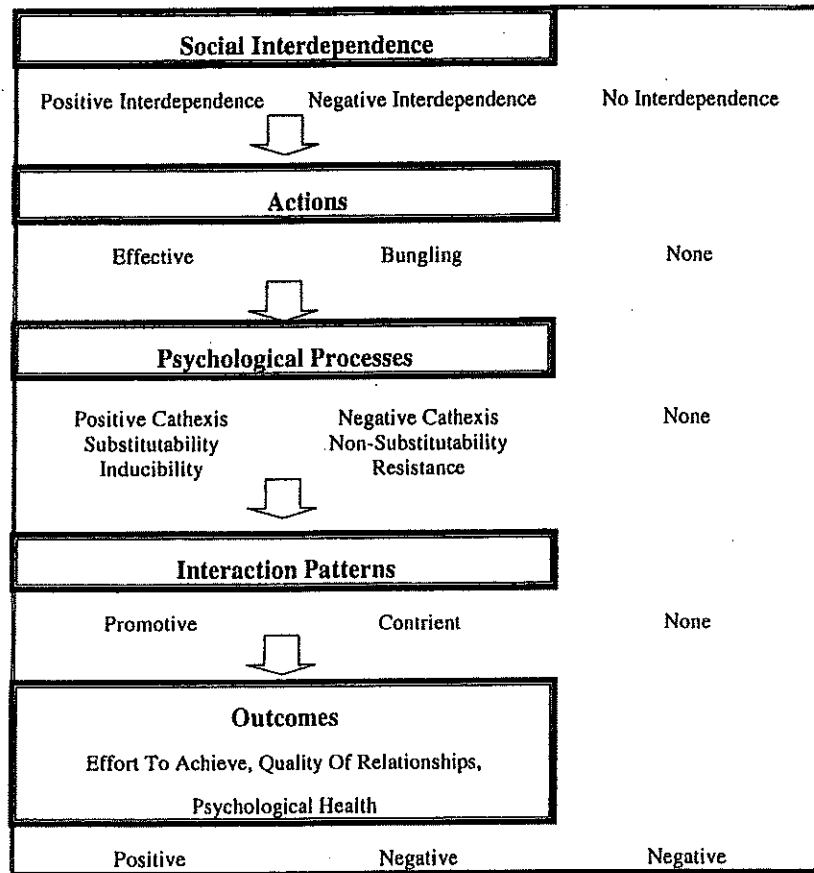 Social Interdependence
Positive Interdependence Negative Interdependence No Interdependence
Actions
Effective Bungling None
Psychological Processes
Positive Cathexis Negative Cathexis None
Substitutability Non-Substitutability
Inducibility Resistance
Interaction Patterns
Promotive Contrient None
Outcomes
Effort To Achieve, Quality Of Relationships,
Psychological Health
Positive Negative Negative